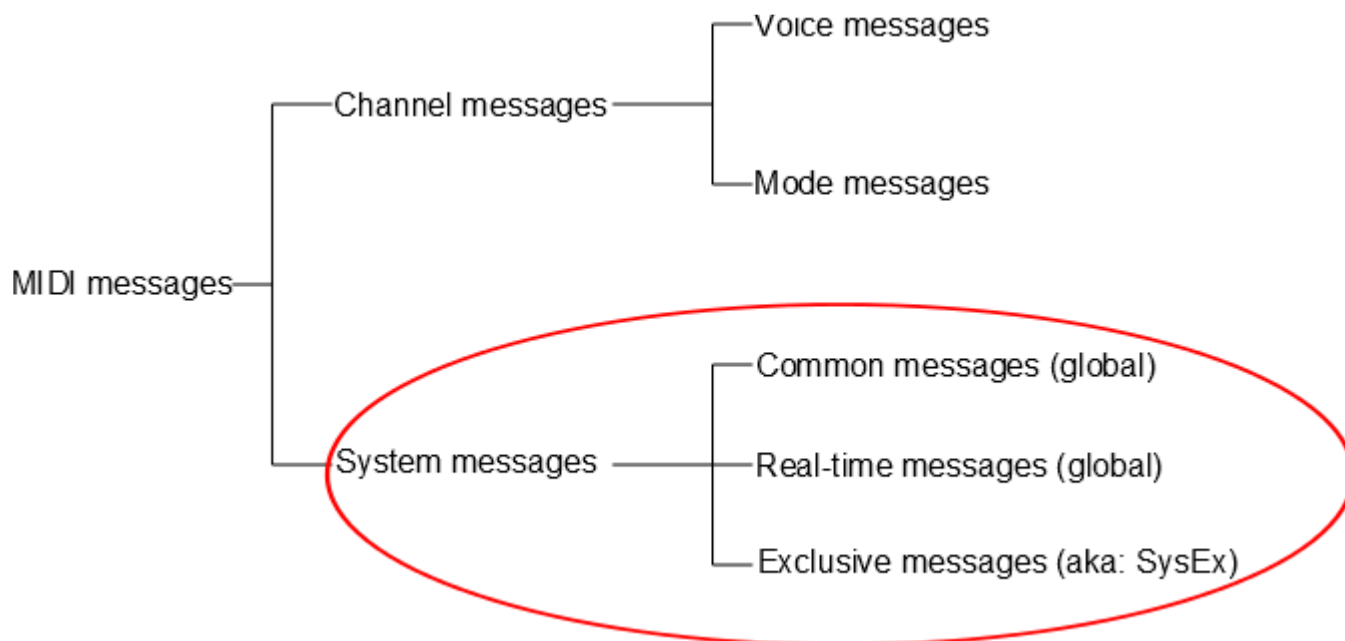 Voice messages
Channel messages
Mode messages
MIDI messages
Common messages (global)
System messages
Real-time messages (global)
Exclusive messages (aka: SysEx)